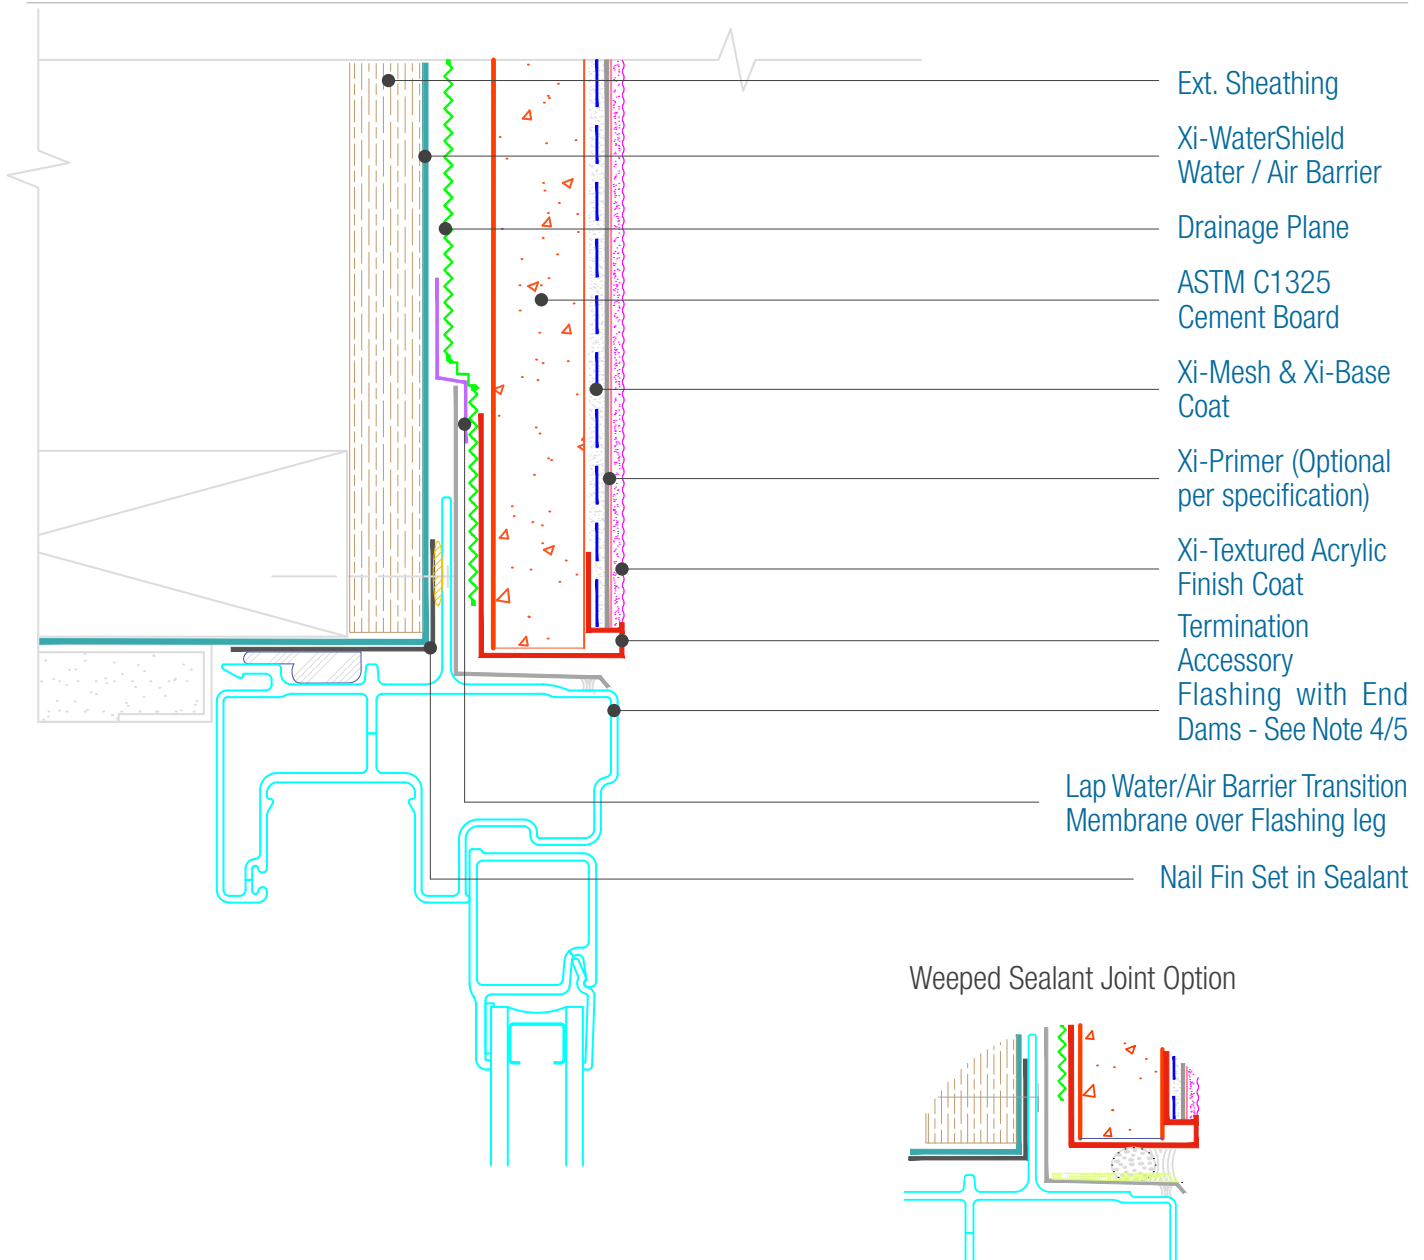 Ext. Sheathing
Xi-WaterShield
Water / Air Barrier
Drainage Plane
ASTM C1325
Cement Board
Xi-Mesh & Xi-Base
Coat
Xi-Primer (Optional
per specification)
Xi-Textured Acrylic
Finish Coat
Termination
Accessory
Flashing with End
Dams - See Note 4/5
Lap Water/Air Barrier Transition
Membrane over Flashing leg
Nail Fin Set in Sealant
Weeped Sealant Joint Option